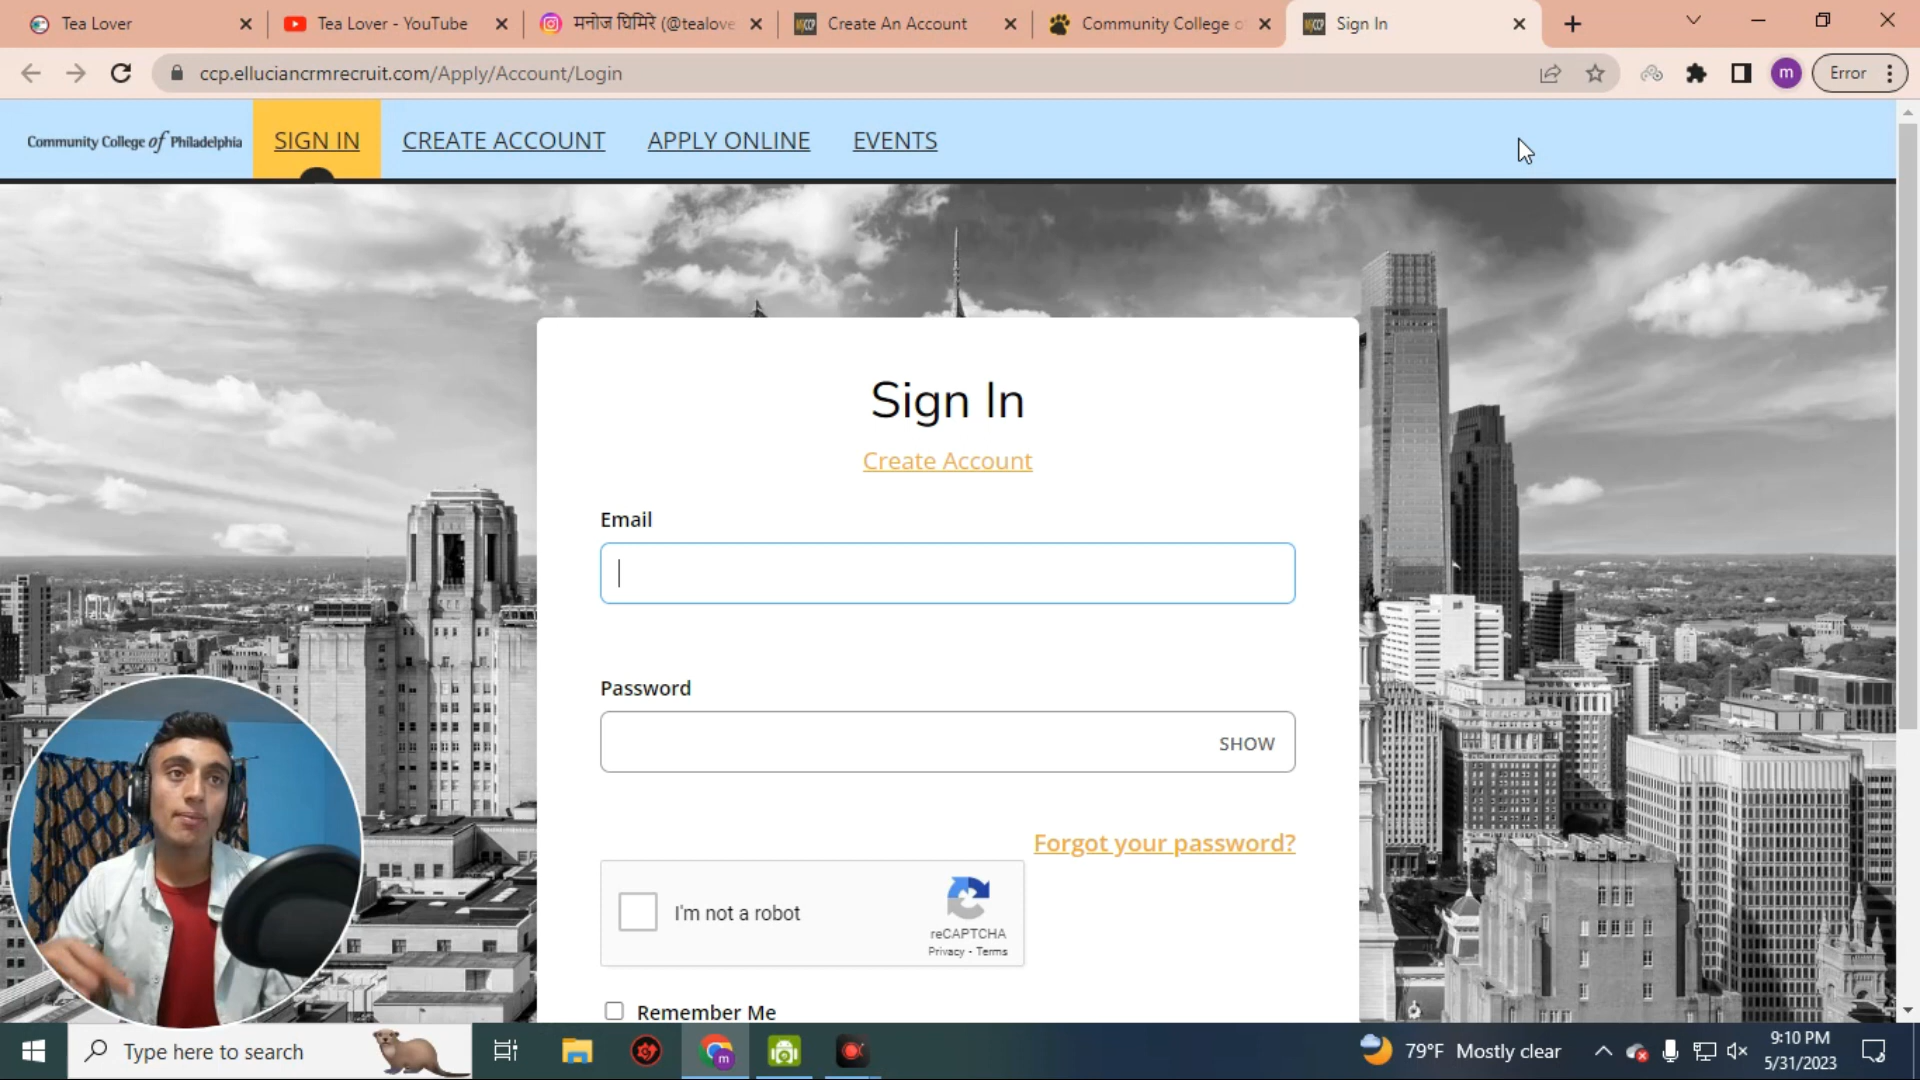 Tea Lover
Tea Lover - YouTube
मनोज घिमिरे (@tealove
Create An Account
Community College o
Sign In
ccp.elluciancrmrecruit.com/Apply/Account/Login
m
Error
Community College of Philadelphia
SIGN IN
CREATE ACCOUNT
APPLY ONLINE
EVENTS
Sign In
Create Account
Email
Password
SHOW
Forgot your password?
I'm not a robot
reCAPTCHA
Privacy - Terms
Remember Me
Type here to search
79°F Mostly clear
9:10 PM
5/31/2023